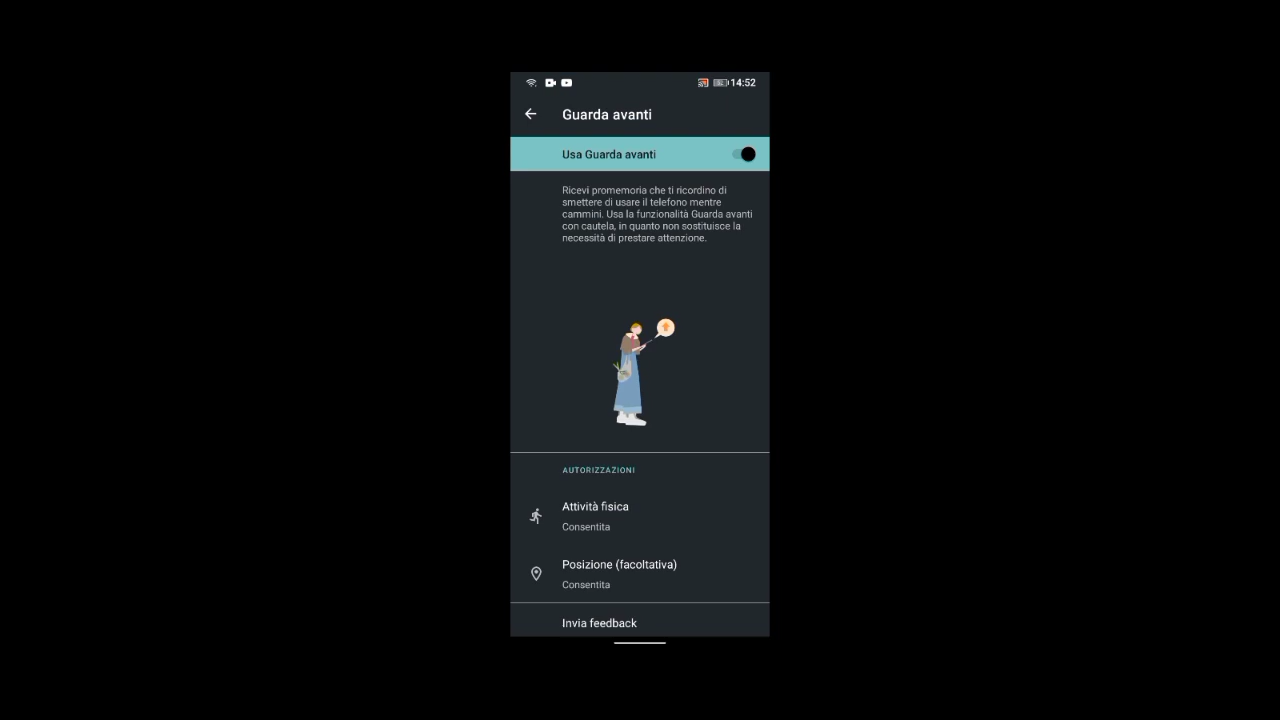 14:52
Guarda avanti
Usa Guarda avanti
Ricevi promemoria che ti ricordino di
smettere di usare il telefono mentre
cammini. Usa la funzionalità Guarda avanti
con cautela, in quanto non sostituisce la
necessità di prestare attenzione.
AUTORIZZAZIONI
Attività fisica
Consentita
Posizione (facoltativa)
Consentita
Invia feedback